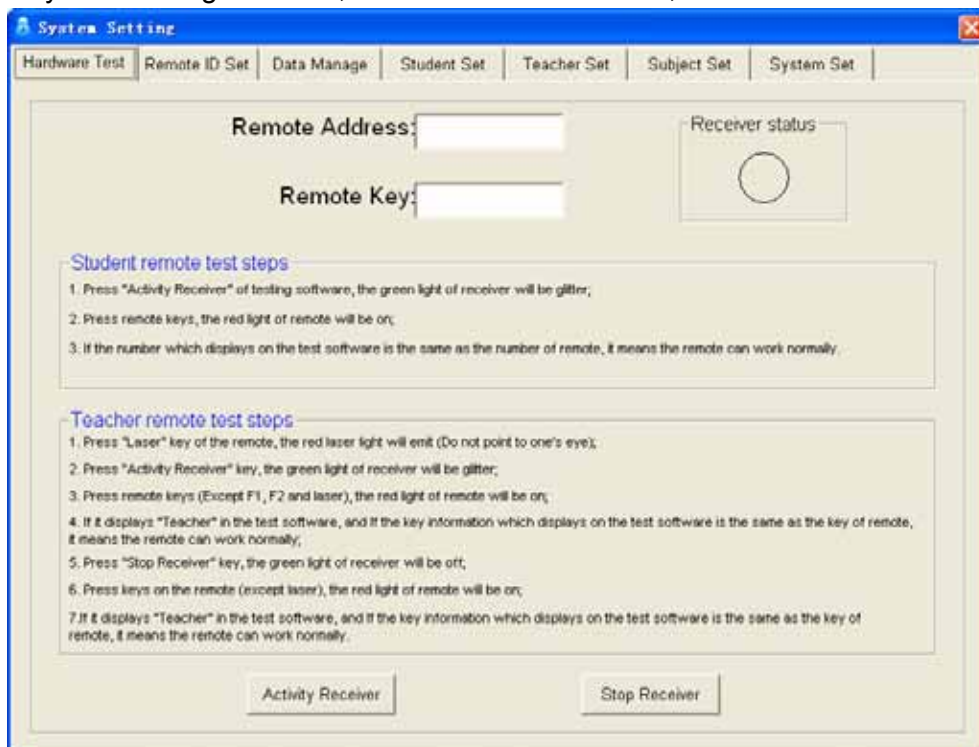 System Setting
Hardware Test Remote ID Set Data Manage Student Set Teacher Set Subject Set System Set
Remote Address:
Receiver status
Remote Key:
Student remote test steps
1. Press "Activity Receiver" of testing software, the green light of receiver will be glitter;
2. Press remote keys, the red light of remote will be on;
3. If the number which displays on the test software is the same as the number of remote, it means the remote can work normally.
Teacher remote test steps
1. Press "Laser" key of the remote, the red laser light will emit (Do not point to one's eye);
2. Press "Activity Receiver" key, the green light of receiver will be glitter;
3. Press remote keys (Except F1, F2 and laser), the red light of remote will be on;
4. If it displays "Teacher" in the test software, and If the key information which displays on the test software is the same as the key of remote,
it means the remote can work normally;
5. Press "Stop Receiver" key, the green light of receiver will be off;
6. Press keys on the remote (except laser), the red light of remote will be on;
7.If it displays "Teacher" in the test software, and If the key information which displays on the test software is the same as the key of
remote, it means the remote can work normally.
Activity Receiver Stop Receiver